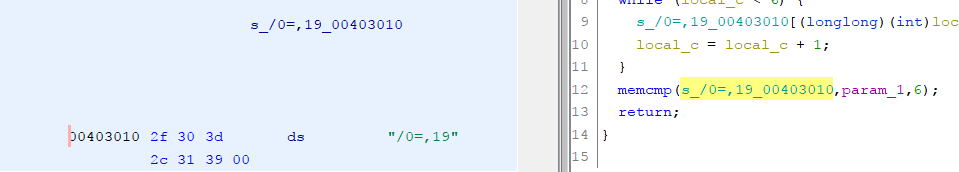 s_/0=,19_00403010
00403010 2f 30 3d ds "/0=,19"
2c 31 39 00
8 while (local_c < 6) {
9 s_/0=,19_00403010[(longlong)(int)loc
10 local_c = local_c + 1;
11 }
12 memcmp(s_/0=,19_00403010,param_1,6);
13 return;
14 }
15